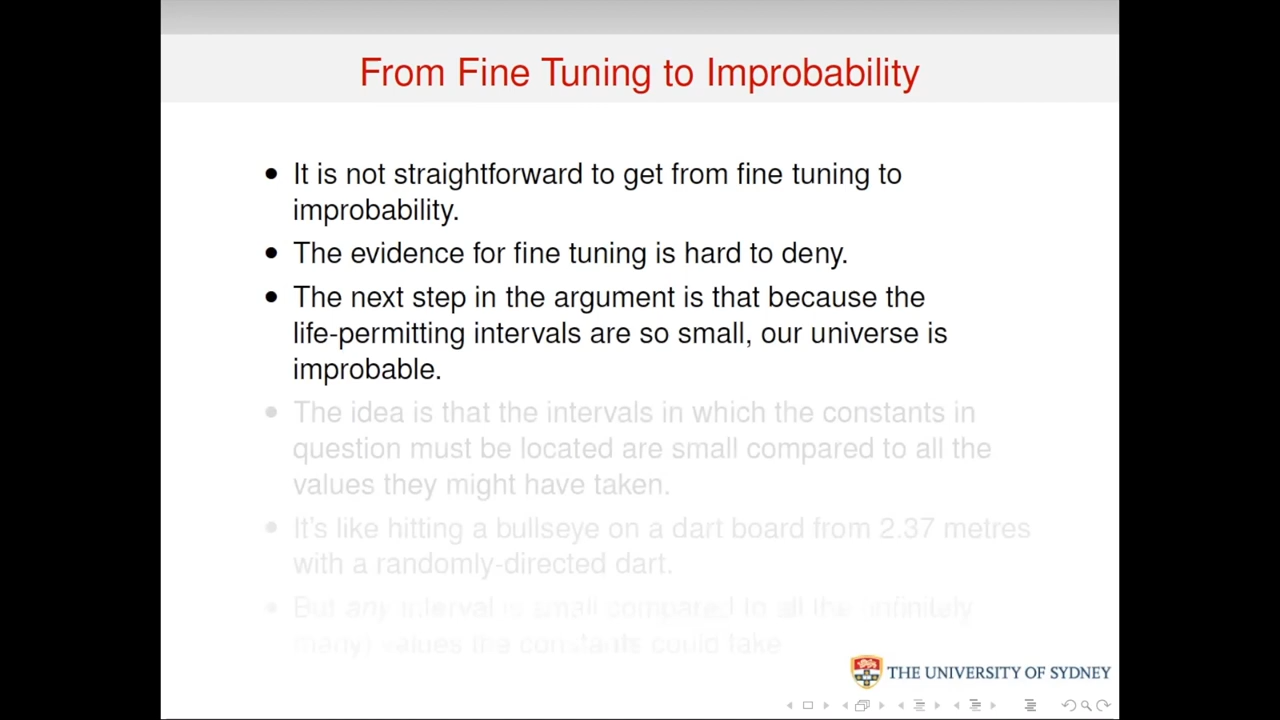 From Fine Tuning to Improbability
• It is not straightforward to get from fine tuning to
improbability.
• The evidence for fine tuning is hard to deny.
• The next step in the argument is that because the
life-permitting intervals are so small, our universe is
improbable.
• The idea is that the intervals in which the constants in
question must be located are small compared to all the
values they might have taken.
• It's like hitting a bullseye on a dart board from 2.37 metres
with a randomly-directed dart.
• But any interval is small compared to all the infinitely
many) values the constants could take
THE UNIVERSITY OF SYDNEY